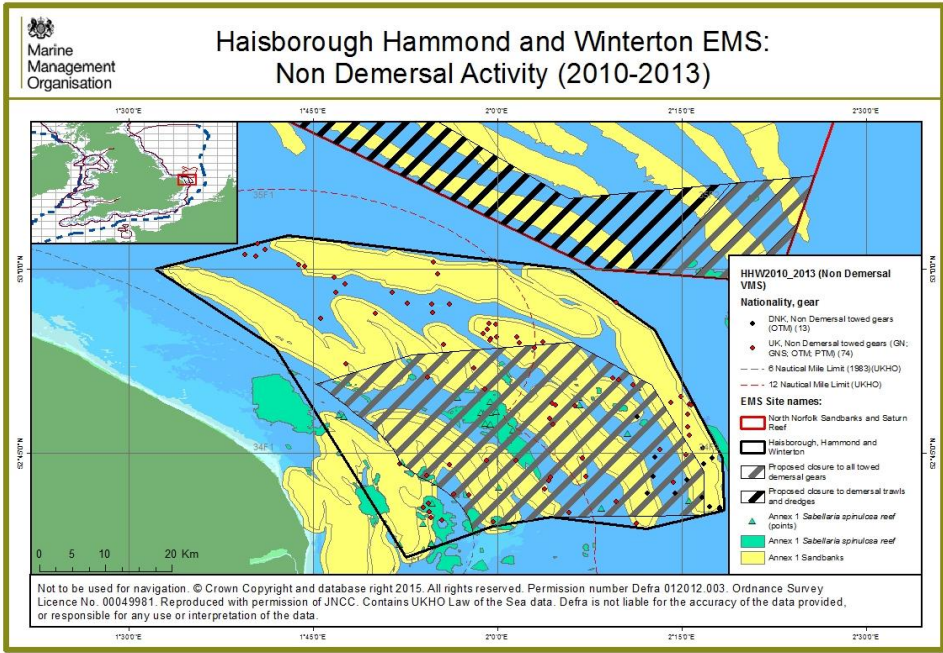 Marine
Management
Organisation
Haisborough Hammond and Winterton EMS:
Non Demersal Activity (2010-2013)
1°30'0"E 1°45'0"E 2°0'0"E 2°15'0"E 2°30'0"E
35F1
53°0'0"N
53°0'0"N
HHW2010_2013 (Non Demersal
VMS)
Nationality, gear
DNK, Non Demersal towed gears
(OTM) (13)
UK, Non Demersal towed gears (GN;
GNS; OTM; PTM) (74)
6 Nautical Mile Limit (1983)(UKHO)
12 Nautical Mile Limit (UKHO)
EMS Site names:
North Norfolk Sandbanks and Saturn
Reef
Haisborough, Hammond and
Winterton
Proposed closure to all towed
demersal gears
Proposed closure to demersal trawls
and dredges
Annex 1 Sabellaria spinulosa reef
(points)
Annex 1 Sabellaria spinulosa reef
Annex 1 Sandbanks
34F1
52°45'0"N
52°45'0"N
0 5 10 20 Km
Not to be used for navigation. © Crown Copyright and database right 2015. All rights reserved. Permission number Defra 012012.003. Ordnance Survey
Licence No. 00049981. Reproduced with permission of JNCC. Contains UKHO Law of the Sea data. Defra is not liable for the accuracy of the data provided,
or responsible for any use or interpretation of the data.
1°30'0"E 1°45'0"E 2°0'0"E 2°15'0"E 2°30'0"E